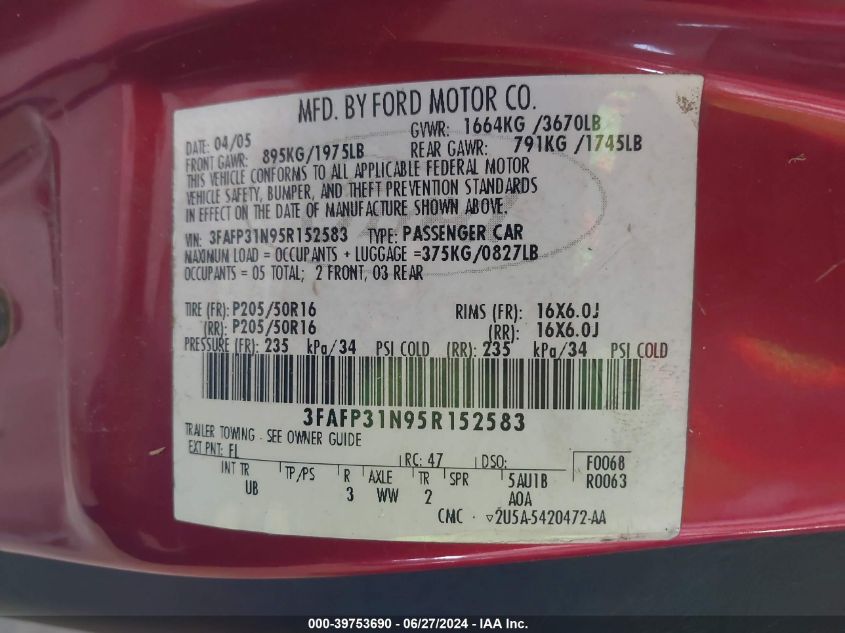 MFD. BY FORD MOTOR CO.
DATE: 04/05 GVWR: 1664KG /3670LB
FRONT GAWR: 895KG/1975LB REAR GAWR: 791KG /1745LB
THIS VEHICLE CONFORMS TO ALL APPLICABLE FEDERAL MOTOR
VEHICLE SAFETY, BUMPER, AND THEFT PREVENTION STANDARDS
IN EFFECT ON THE DATE OF MANUFACTURE SHOWN ABOVE.
VIN: 3FAFP31N95R152583 TYPE: PASSENGER CAR
MAXIMUM LOAD = OCCUPANTS + LUGGAGE =375KG/0827LB
OCCUPANTS = 05 TOTAL; 2 FRONT, 03 REAR
TIRE (FR): P205/50R16 RIMS (FR): 16X6.0J
(RR): P205/50R16 (RR): 16X6.0J
PRESSURE (FR): 235 kPa/34 PSI COLD (RR): 235 kPa/34 PSI COLD
3FAFP31N95R152583
TRAILER TOWING - SEE OWNER GUIDE
EXT PNT: FL RC: 47 DSO: F0068
INT TR TP/PS R AXLE TR SPR 5AU1B R0063
UB 3 WW 2 A0A
CMC - ▽2U5A-5420472-AA
000-39753690 - 06/27/2024 - IAAI Inc.